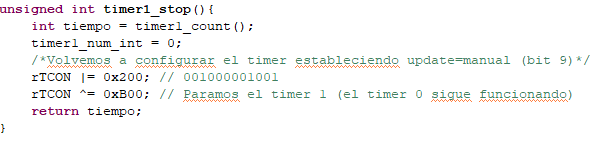 unsigned int timer1_stop(){
int tiempo = timer1_count();
timer1_num_int = 0;
/*Volvemos a configurar el timer estableciendo update=manual (bit 9)*/
rTCON |= 0x200; // 001000001001
rTCON ^= 0xB00; // Paramos el timer 1 (el timer 0 sigue funcionando)
return tiempo;
}